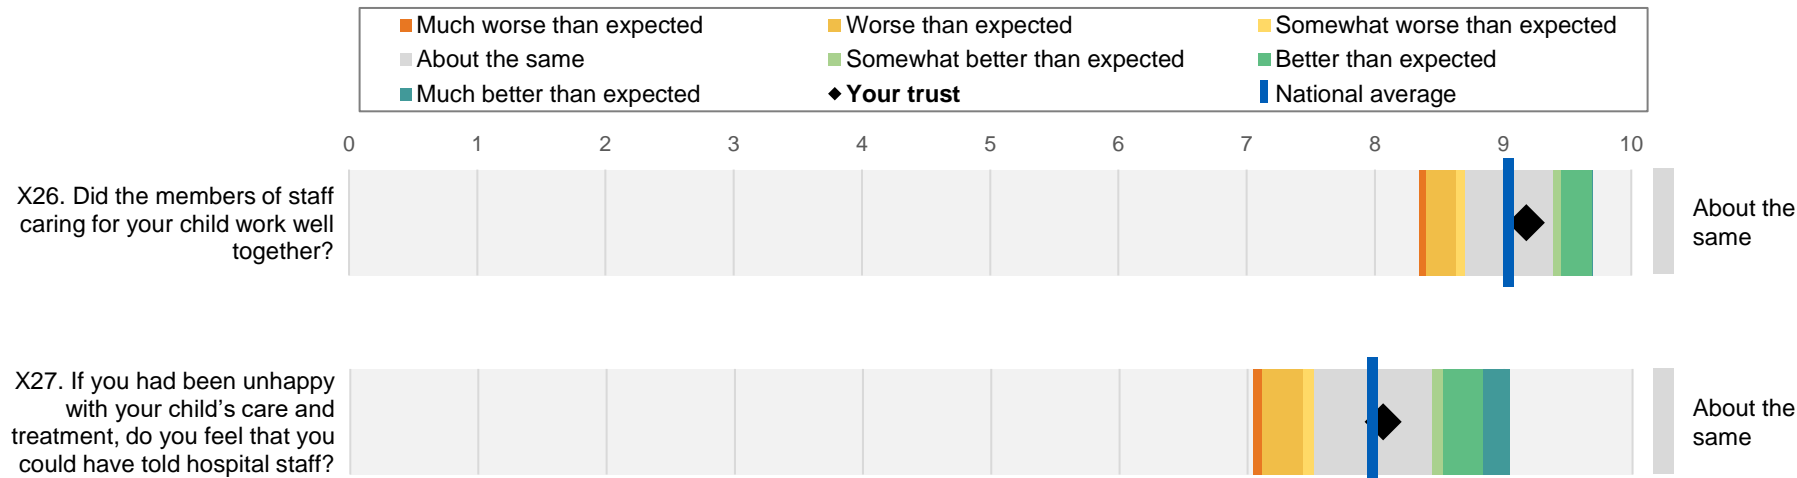 Much worse than expected
Worse than expected
Somewhat worse than expected
About the same
Somewhat better than expected
Better than expected
Much better than expected
Your trust
National average
0 1 2 3 4 5 6 7 8 9 10
X26. Did the members of staff
caring for your child work well
together?
About the
same
X27. If you had been unhappy
with your child’s care and
treatment, do you feel that you
could have told hospital staff?
About the
same